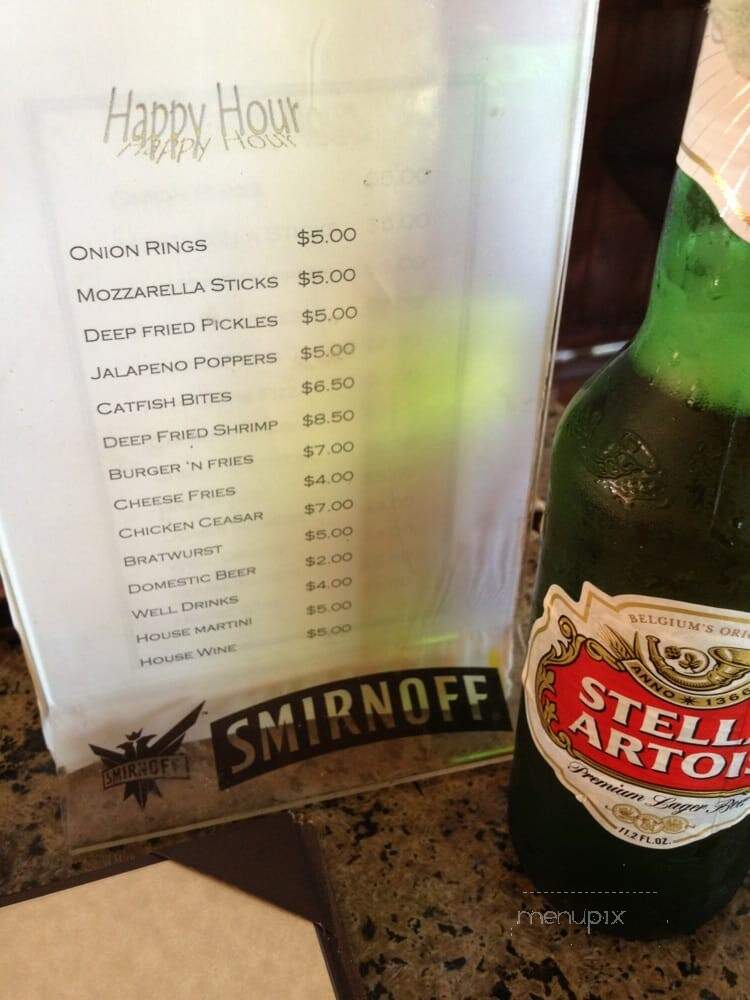 Happy Hour
Happy Hour
ONION RINGS $5.00
MOZZARELLA STICKS $5.00
DEEP FRIED PICKLES $5.00
JALAPENO POPPERS $5.00
CATFISH BITES $6.50
DEEP FRIED SHRIMP $8.50
BURGER 'N FRIES $7.00
CHEESE FRIES $4.00
CHICKEN CEASAR $7.00
BRATWURST $5.00
DOMESTIC BEER $2.00
WELL DRINKS $4.00
HOUSE MARTINI $5.00
HOUSE WINE $5.00
SMIRNOFF
SMIRNOFF
BELGIUM'S ORI
ANNO 1366
STELL
ARTOIS
Premium Lager
11.2 FL.OZ.
menupix